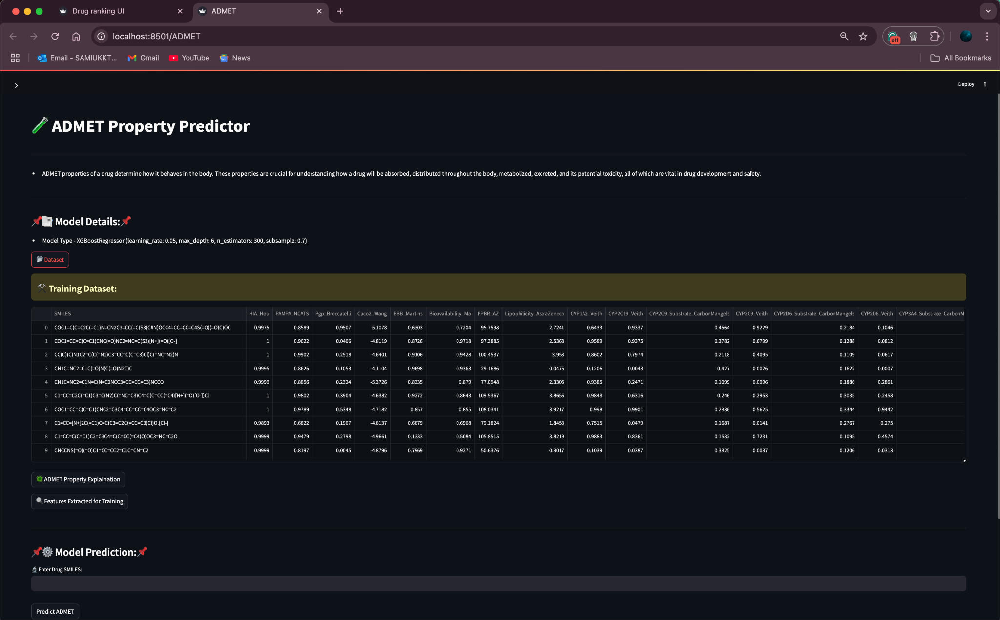 Drug ranking UI
ADMET
localhost:8501/ADMET
off
Email - SAMIUKKT...
Gmail
YouTube
News
All Bookmarks
Deploy
ADMET Property Predictor
ADMET properties of a drug determine how it behaves in the body. These properties are crucial for understanding how a drug will be absorbed, distributed throughout the body, metabolized, excreted, and its potential toxicity, all of which are vital in drug development and safety.
Model Details:
Model Type - XGBoostRegressor (learning_rate: 0.05, max_depth: 6, n_estimators: 300, subsample: 0.7)
Dataset
Training Dataset:
SMILES HIA_Hou PAMPA_NCATS Pgp_Broccatelli Caco2_Wang BBB_Martins Bioavailability_Ma PPBR_AZ Lipophilicity_AstraZeneca CYP1A2_Veith CYP2C19_Veith CYP2C9_Substrate_CarbonMangels CYP2C9_Veith CYP2D6_Substrate_CarbonMangels CYP2D6_Veith CYP3A4_Substrate_CarbonM
0 COC1=C(C=C2C(=C1)N=CN2C3=CC(=C(S3)C#N)OCC4=CC=CC=C4S(=O)(=O)C)OC 0.9975 0.8589 0.9507 -5.1078 0.6303 0.7204 95.7598 2.7241 0.6433 0.9337 0.4564 0.9229 0.2184 0.1046
1 COC1=CC=C(C=C1)CNC(=O)NC2=NC=C(S2)[N+](=O)[O-] 1 0.9622 0.0406 -4.8119 0.8726 0.9718 97.3885 2.5368 0.9589 0.9375 0.3782 0.6799 0.1288 0.0812
2 CC(C)(C)N1C2=C(C(=N1)C3=CC=C(C=C3)Cl)C(=NC=N2)N 1 0.9902 0.2518 -4.6401 0.9106 0.9428 100.4537 3.953 0.8602 0.7974 0.2118 0.4095 0.1109 0.0617
3 CN1C=NC2=C1C(=O)N(C(=O)N2C)C 0.9995 0.8626 0.1053 -4.1104 0.9698 0.9363 29.1686 0.0476 0.1206 0.0043 0.427 0.0026 0.1622 0.0007
4 CN1C=NC2=C1N=C(N=C2NCC3=CC=CC=C3)NCCO 0.9999 0.8856 0.2324 -5.3726 0.8335 0.879 77.0948 2.3305 0.9385 0.2471 0.1099 0.0996 0.1886 0.2861
5 C1=CC=C2C(=C1)C3=C(N2)C(=NC=C3)C4=C(C=CC(=C4)[N+](=O)[O-])Cl 1 0.9802 0.3904 -4.6382 0.9272 0.8643 109.5367 3.8656 0.9848 0.6316 0.246 0.2953 0.3035 0.2458
6 COC1=CC=C(C=C1)CNC2=C3C4=CC=CC=C4OC3=NC=C2 1 0.9789 0.5348 -4.7182 0.857 0.855 108.0341 3.9217 0.998 0.9901 0.2336 0.5625 0.3344 0.9442
7 C1=CC=[N+]2C(=C1)C=C(C3=C2C(=CC=C3)Cl)O.[Cl-] 0.9893 0.6822 0.1907 -4.8137 0.6879 0.6968 79.1824 1.8453 0.7515 0.0479 0.1687 0.0141 0.2767 0.275
8 C1=CC=C(C=C1)C2=C3C4=C(C=CC(=C4)O)OC3=NC=C2O 0.9999 0.9479 0.2798 -4.9661 0.1333 0.5084 105.8515 3.8219 0.9883 0.8361 0.1532 0.7231 0.1095 0.4574
9 CNCCNS(=O)(=O)C1=CC=CC2=C1C=CN=C2 0.9999 0.8197 0.0045 -4.8796 0.7969 0.9271 50.6376 0.3017 0.1039 0.0387 0.3325 0.0037 0.1206 0.0313
ADMET Property Explaination
Features Extracted for Training
Model Prediction:
Enter Drug SMILES:
Predict ADMET